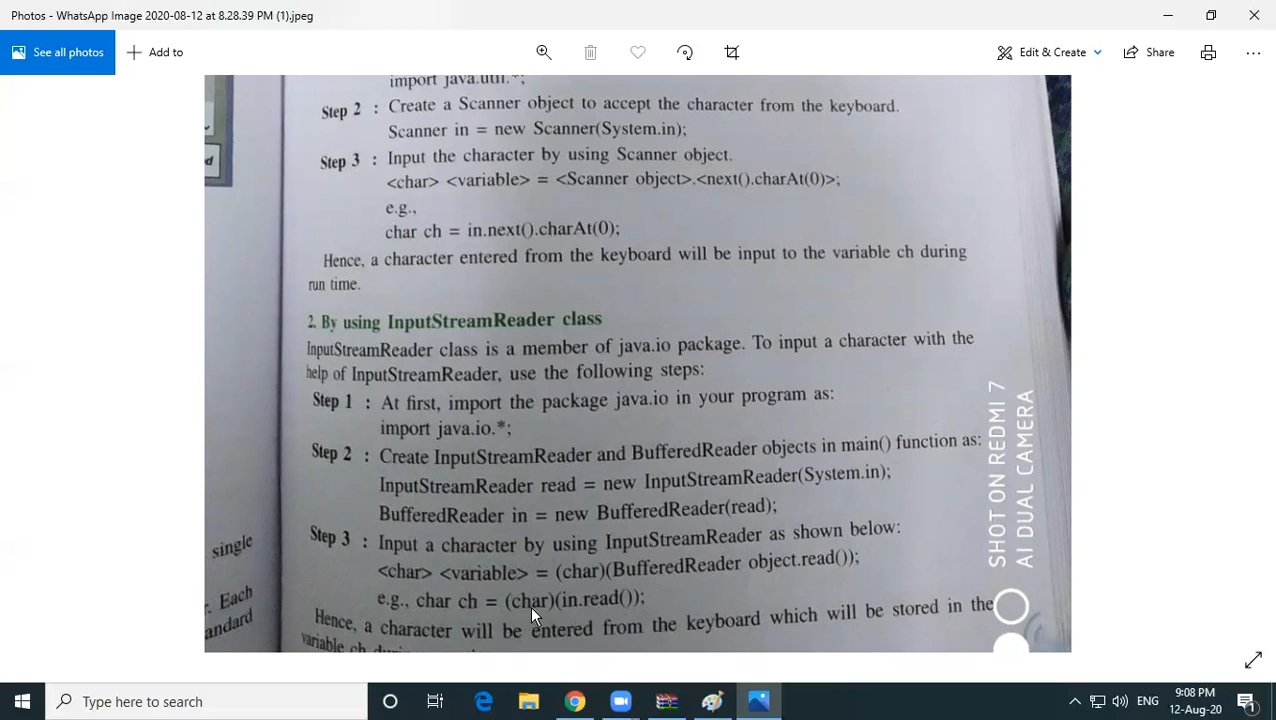 Photos - WhatsApp Image 2020-08-12 at 8.28.39 PM (1).jpeg
See all photos
Add to
Edit & Create
Share
import java.util.*;
Step 2 : Create a Scanner object to accept the character from the keyboard.
Scanner in = new Scanner(System.in);
Step 3 : Input the character by using Scanner object.
<char> <variable> = <Scanner object>.<next().charAt(0)>;
e.g.,
char ch = in.next().charAt(0);
Hence, a character entered from the keyboard will be input to the variable ch during
run time.
2. By using InputStreamReader class
InputStreamReader class is a member of java.io package. To input a character with the
help of InputStreamReader, use the following steps:
Step 1 : At first, import the package java.io in your program as:
import java.io.*;
Step 2 : Create InputStreamReader and BufferedReader objects in main() function as:
InputStreamReader read = new InputStreamReader(System.in);
BufferedReader in = new BufferedReader(read);
Step 3 : Input a character by using InputStreamReader as shown below:
<char> <variable> = (char)(BufferedReader object.read());
e.g., char ch = (char)(in.read());
Hence, a character will be entered from the keyboard which will be stored in the
variable ch
single
. Each
andard
SHOT ON REDMI 7
AI DUAL CAMERA
Type here to search
ENG
9:08 PM
12-Aug-20
1